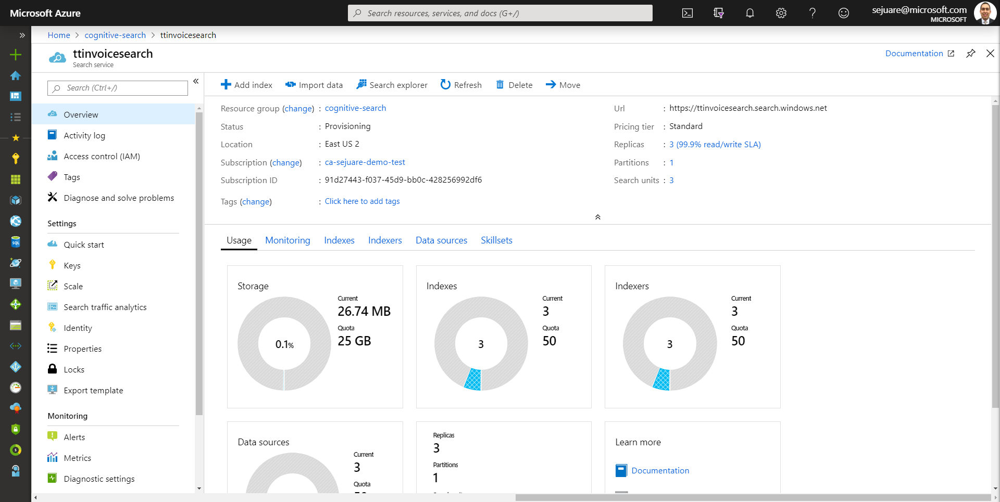 Microsoft Azure
Search resources, services, and docs (G+/)
sejuare@microsoft.com
MICROSOFT
Home > cognitive-search > ttinvoicesearch
ttinvoicesearch
Search service
Documentation
Search (Ctrl+/)
Overview
Activity log
Access control (IAM)
Tags
Diagnose and solve problems
Settings
Quick start
Keys
Scale
Search traffic analytics
Identity
Properties
Locks
Export template
Monitoring
Alerts
Metrics
Diagnostic settings
Add index Import data Search explorer Refresh Delete Move
Resource group (change) : cognitive-search
Status : Provisioning
Location : East US 2
Subscription (change) : ca-sejuare-demo-test
Subscription ID : 91d27443-f037-45d9-bb0c-428256992df6
Tags (change) : Click here to add tags
Url : https://ttinvoicesearch.search.windows.net
Pricing tier : Standard
Replicas : 3 (99.9% read/write SLA)
Partitions : 1
Search units : 3
Usage Monitoring Indexes Indexers Data sources Skillsets
Storage
0.1%
Current
26.74 MB
Quota
25 GB
Indexes
3
Current
3
Quota
50
Indexers
3
Current
3
Quota
50
Data sources
Current
3
Quota
Replicas
3
Partitions
1
Learn more
Documentation